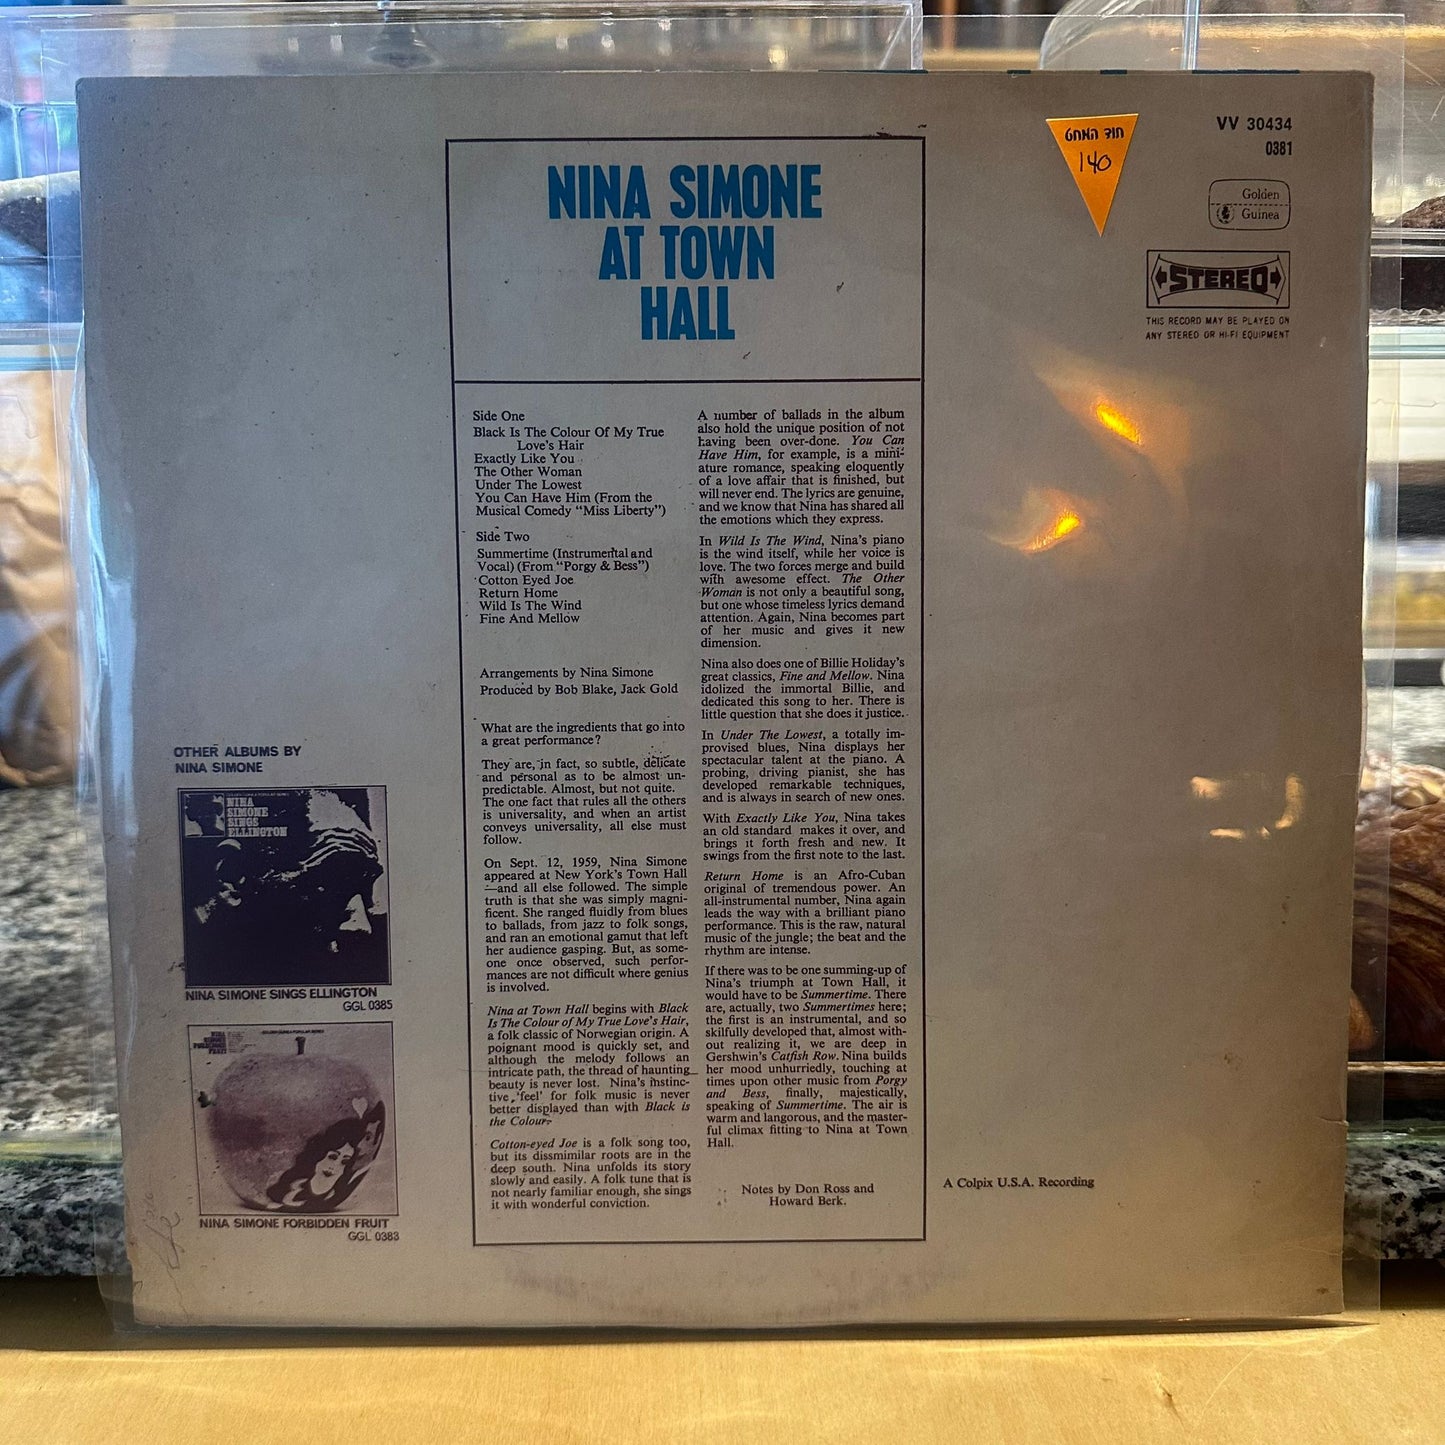 NINA SIMONE
AT TOWN
HALL
חוד המחט
140
VV 30434
0381
Golden
Guinea
STEREO
THIS RECORD MAY BE PLAYED ON
ANY STEREO OR HI-FI EQUIPMENT
Side One
Black Is The Colour Of My True
Love's Hair
Exactly Like You
The Other Woman
Under The Lowest
You Can Have Him (From the
Musical Comedy "Miss Liberty")
Side Two
Summertime (Instrumental and
Vocal) (From "Porgy & Bess")
Cotton Eyed Joe
Return Home
Wild Is The Wind
Fine And Mellow
Arrangements by Nina Simone
Produced by Bob Blake, Jack Gold
What are the ingredients that go into
a great performance?
They are, in fact, so subtle, delicate
and personal as to be almost un-
predictable. Almost, but not quite.
The one fact that rules all the others
is universality, and when an artist
conveys universality, all else must
follow.
On Sept. 12, 1959, Nina Simone
appeared at New York's Town Hall
—and all else followed. The simple
truth is that she was simply magni-
ficent. She ranged fluidly from blues
to ballads, from jazz to folk songs,
and ran an emotional gamut that left
her audience gasping. But, as some-
one once observed, such perfor-
mances are not difficult where genius
is involved.
Nina at Town Hall begins with Black
Is The Colour of My True Love's Hair,
a folk classic of Norwegian origin. A
poignant mood is quickly set, and
although the melody follows an
intricate path, the thread of haunting
beauty is never lost. Nina's instinc-
tive 'feel' for folk music is never
better displayed than with Black is
the Colour.
Cotton-eyed Joe is a folk song too,
but its dissmimilar roots are in the
deep south. Nina unfolds its story
slowly and easily. A folk tune that is
not nearly familiar enough, she sings
it with wonderful conviction.
A number of ballads in the album
also hold the unique position of not
having been over-done. You Can
Have Him, for example, is a mini-
ature romance, speaking eloquently
of a love affair that is finished, but
will never end. The lyrics are genuine,
and we know that Nina has shared all
the emotions which they express.
In Wild Is The Wind, Nina's piano
is the wind itself, while her voice is
love. The two forces merge and build
with awesome effect. The Other
Woman is not only a beautiful song,
but one whose timeless lyrics demand
attention. Again, Nina becomes part
of her music and gives it new
dimension.
Nina also does one of Billie Holiday's
great classics, Fine and Mellow. Nina
idolized the immortal Billie, and
dedicated this song to her. There is
little question that she does it justice.
In Under The Lowest, a totally im-
provised blues, Nina displays her
spectacular talent at the piano. A
probing, driving pianist, she has
developed remarkable techniques,
and is always in search of new ones.
With Exactly Like You, Nina takes
an old standard makes it over, and
brings it forth fresh and new. It
swings from the first note to the last.
Return Home is an Afro-Cuban
original of tremendous power. An
all-instrumental number, Nina again
leads the way with a brilliant piano
performance. This is the raw, natural
music of the jungle; the beat and the
rhythm are intense.
If there was to be one summing-up of
Nina's triumph at Town Hall, it
would have to be Summertime. There
are, actually, two Summertimes here;
the first is an instrumental, and so
skilfully developed that, almost with-
out realizing it, we are deep in
Gershwin's Catfish Row. Nina builds
her mood unhurriedly, touching at
times upon other music from Porgy
and Bess, finally, majestically,
speaking of Summertime. The air is
warm and langorous, and the master-
ful climax fitting to Nina at Town
Hall.
Notes by Don Ross and
Howard Berk.
OTHER ALBUMS BY
NINA SIMONE
NINA
SIMONE
SINGS
ELLINGTON
NINA SIMONE SINGS ELLINGTON
GGL 0385
NINA SIMONE FORBIDDEN FRUIT
GGL 0383
A Colpix U.S.A. Recording